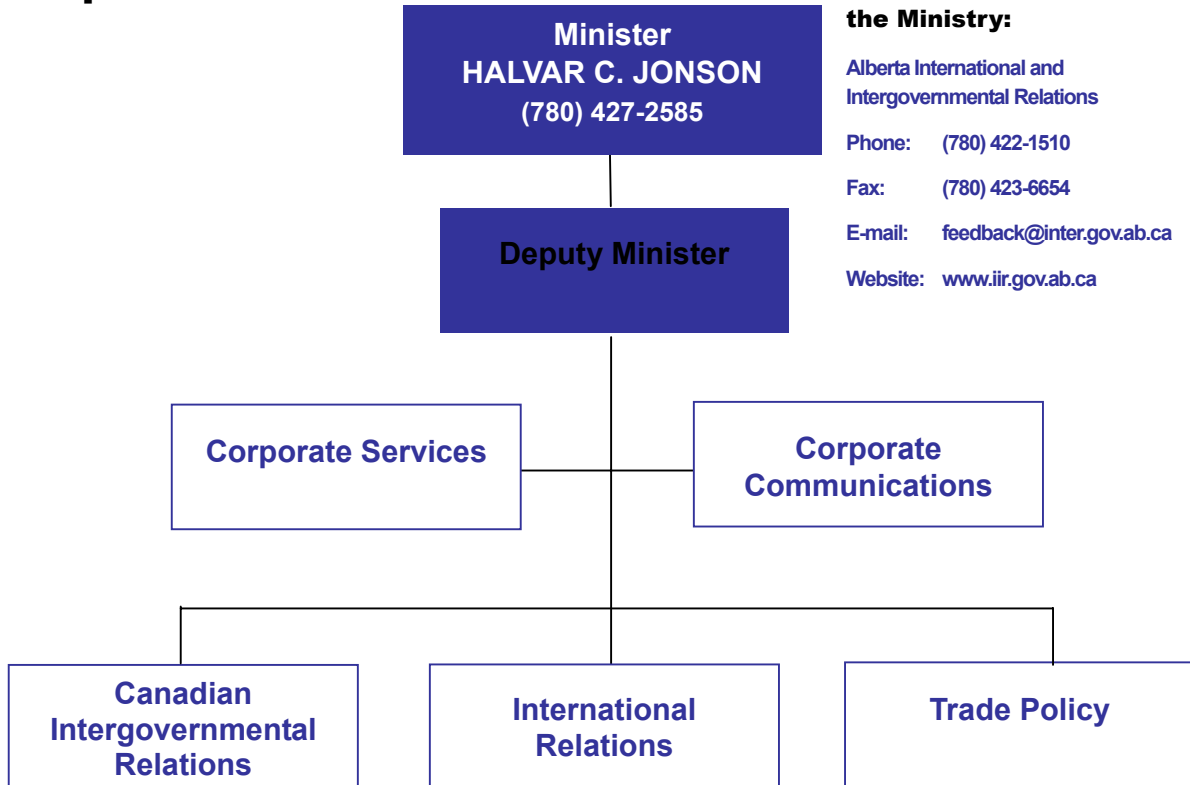 the Ministry:
Minister
HALVAR C. JONSON
(780) 427-2585
Alberta International and
Intergovernmental Relations
Phone: (780) 422-1510
Fax: (780) 423-6654
E-mail: feedback@inter.gov.ab.ca
Website: www.iir.gov.ab.ca
Deputy Minister
Corporate Services
Corporate
Communications
Canadian
Intergovernmental
Relations
International
Relations
Trade Policy